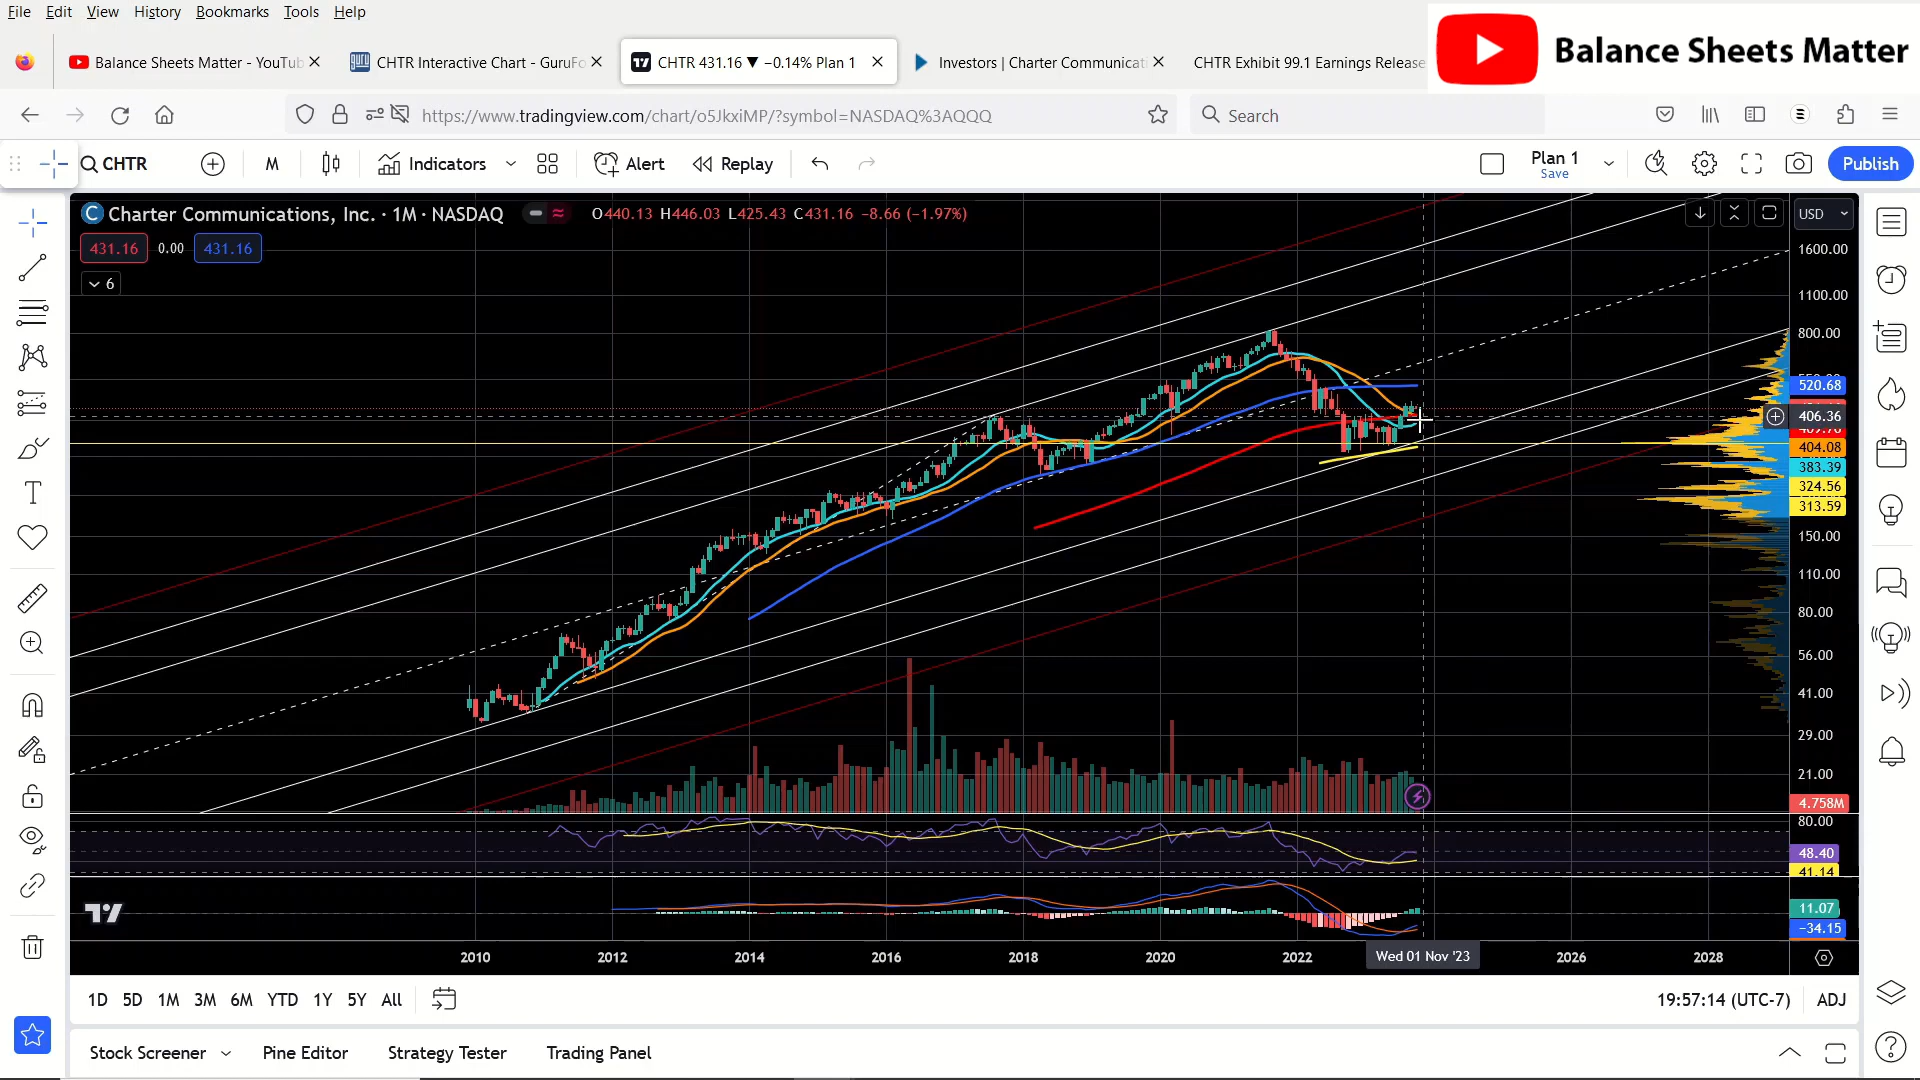 File Edit View History Bookmarks Tools Help
Balance Sheets Matter - YouTub
CHTR Interactive Chart - GuruFo
CHTR 431.16 ▼ −0.14% Plan 1
Investors | Charter Communicat
CHTR Exhibit 99.1 Earnings Release
Balance Sheets Matter
https://www.tradingview.com/chart/o5JkxiMP/?symbol=NASDAQ%3AQQQ
Search
CHTR
M
Indicators
Alert
Replay
Plan 1
Save
Publish
Charter Communications, Inc. · 1M · NASDAQ
O440.13 H446.03 L425.43 C431.16 −8.66 (−1.97%)
USD
431.16 0.00 431.16
6
1600.00
1100.00
800.00
520.68
406.36
404.08
383.39
324.56
313.59
150.00
110.00
80.00
56.00
41.00
29.00
21.00
4.758M
80.00
48.40
41.14
11.07
−34.15
2010 2012 2014 2016 2018 2020 2022 Wed 01 Nov '23 2026 2028
1D 5D 1M 3M 6M YTD 1Y 5Y All
19:57:14 (UTC-7) ADJ
Stock Screener Pine Editor Strategy Tester Trading Panel